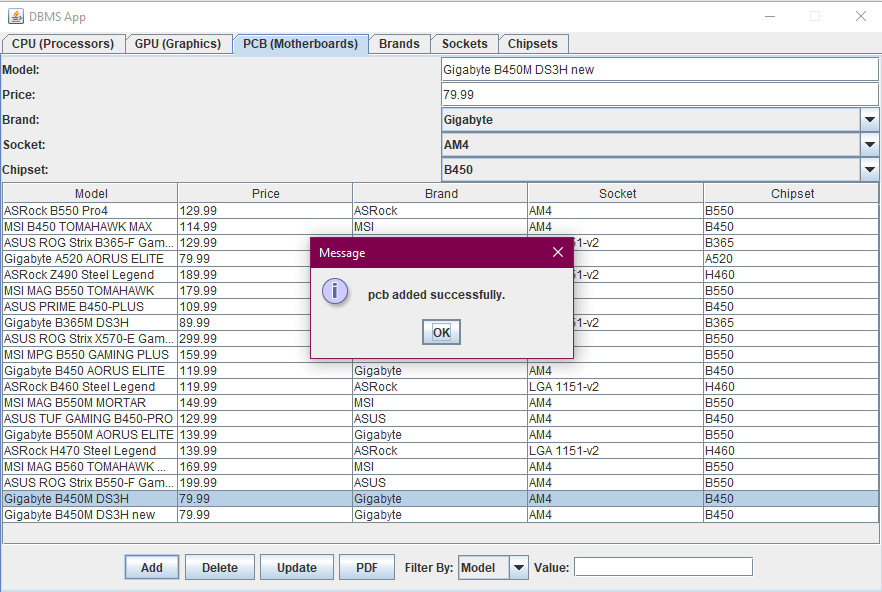 DBMS App
CPU (Processors) GPU (Graphics) PCB (Motherboards) Brands Sockets Chipsets
Model: Gigabyte B450M DS3H new
Price: 79.99
Brand: Gigabyte
Socket: AM4
Chipset: B450
Model Price Brand Socket Chipset
ASRock B550 Pro4 129.99 ASRock AM4 B550
MSI B450 TOMAHAWK MAX 114.99 MSI AM4 B450
ASUS ROG Strix B365-F Gam... 129.99 51-v2 B365
Gigabyte A520 AORUS ELITE 79.99 A520
ASRock Z490 Steel Legend 189.99 51-v2 H460
MSI MAG B550 TOMAHAWK 179.99 B550
ASUS PRIME B450-PLUS 109.99 B450
Gigabyte B365M DS3H 89.99 51-v2 B365
ASUS ROG Strix X570-E Gam... 299.99 B550
MSI MPG B550 GAMING PLUS 159.99 B550
Message
pcb added successfully.
OK
Gigabyte B450 AORUS ELITE 119.99 Gigabyte AM4 B450
ASRock B460 Steel Legend 119.99 ASRock LGA 1151-v2 H460
MSI MAG B550M MORTAR 149.99 MSI AM4 B550
ASUS TUF GAMING B450-PRO 129.99 ASUS AM4 B450
Gigabyte B550M AORUS ELITE 139.99 Gigabyte AM4 B550
ASRock H470 Steel Legend 139.99 ASRock LGA 1151-v2 H460
MSI MAG B560 TOMAHAWK ... 169.99 MSI AM4 B550
ASUS ROG Strix B550-F Gam... 199.99 ASUS AM4 B550
Gigabyte B450M DS3H 79.99 Gigabyte AM4 B450
Gigabyte B450M DS3H new 79.99 Gigabyte AM4 B450
Add Delete Update PDF Filter By: Model Value: